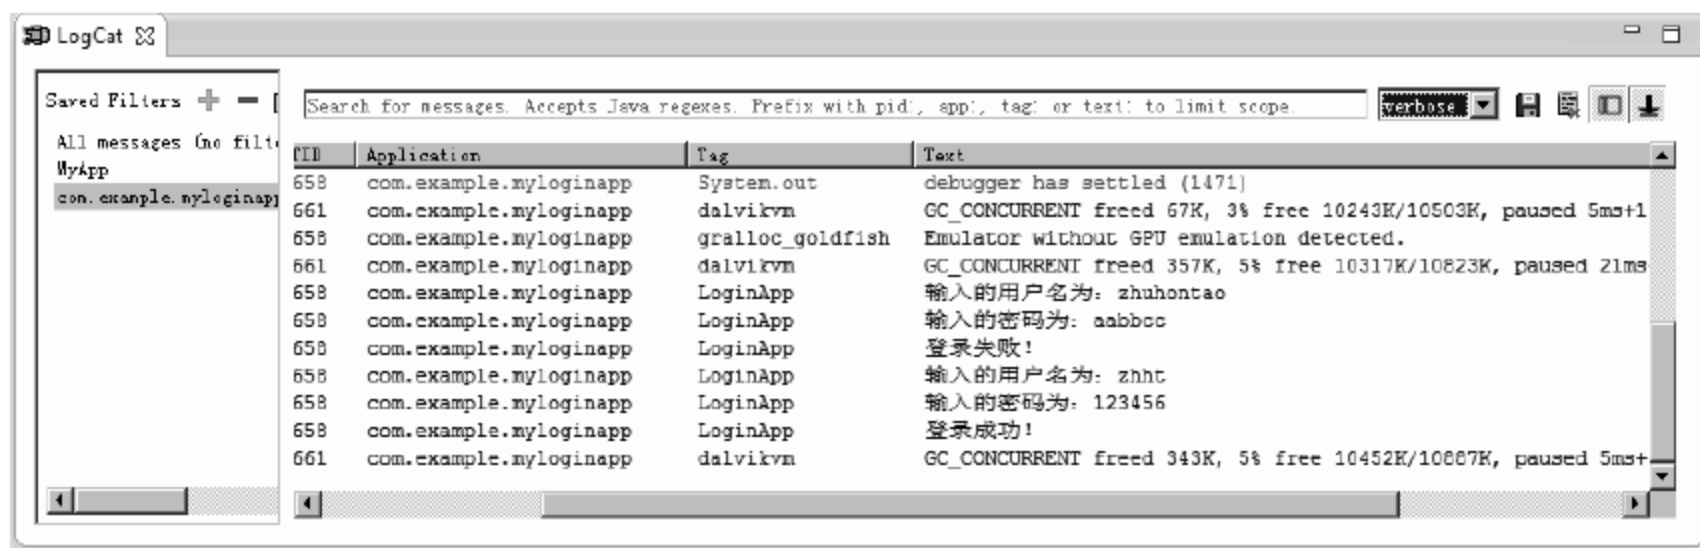 LogCat
Saved Filters
Search for messages. Accepts Java regexes. Prefix with pid:, app:, tag: or text: to limit scope.
verbose
All messages (no filt
MyApp
com.example.myloginapp
TID Application Tag Text
658 com.example.myloginapp System.out debugger has settled (1471)
661 com.example.myloginapp dalvikvm GC_CONCURRENT freed 67K, 3% free 10243K/10503K, paused 5ms+1
658 com.example.myloginapp gralloc_goldfish Emulator without GPU emulation detected.
661 com.example.myloginapp dalvikvm GC_CONCURRENT freed 357K, 5% free 10317K/10823K, paused 21ms
658 com.example.myloginapp LoginApp 输入的用户名为：zhuhontao
658 com.example.myloginapp LoginApp 输入的密码为：aabbcc
658 com.example.myloginapp LoginApp 登录失败！
658 com.example.myloginapp LoginApp 输入的用户名为：zhht
658 com.example.myloginapp LoginApp 输入的密码为：123456
658 com.example.myloginapp LoginApp 登录成功！
661 com.example.myloginapp dalvikvm GC_CONCURRENT freed 343K, 5% free 10452K/10887K, paused 5ms+